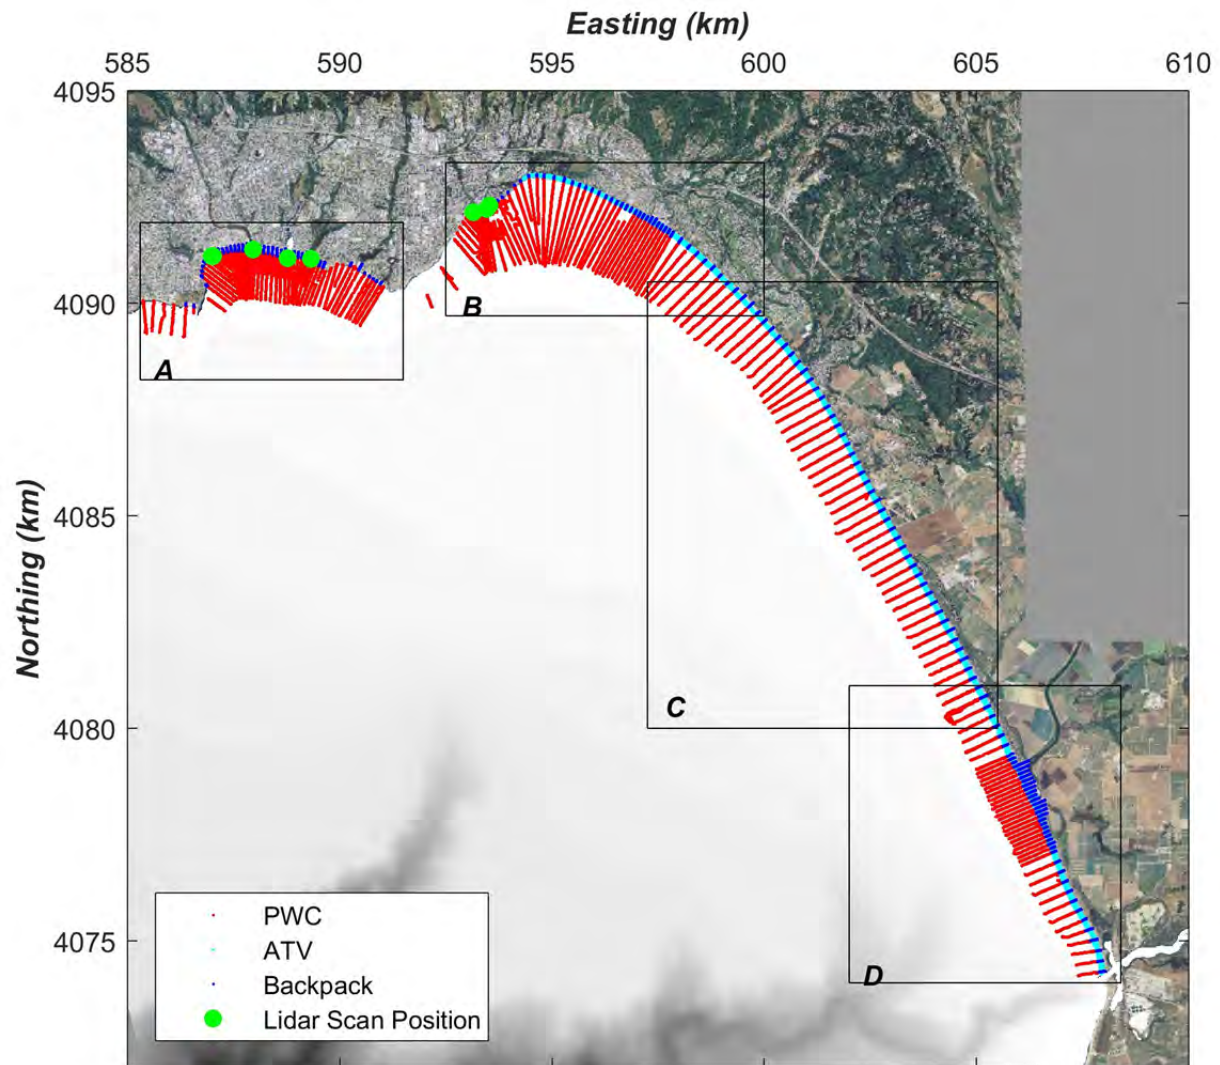 Easting (km)
585 590 595 600 605 610
4095
4090
4085
4080
4075
Northing (km)
A
B
C
D
PWC
ATV
Backpack
Lidar Scan Position